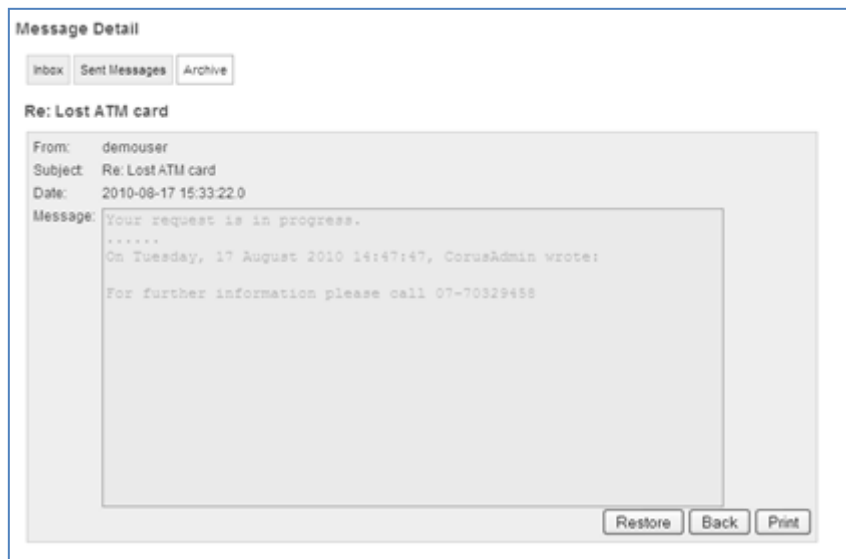 Message Detail
Inbox Sent Messages Archive
Re: Lost ATM card
From: demouser
Subject: Re: Lost ATM card
Date: 2010-08-17 15:33:22.0
Message: Your request is in progress.
......
On Tuesday, 17 August 2010 14:47:47, CorusAdmin wrote:
For further information please call 07-70329458
Restore Back Print